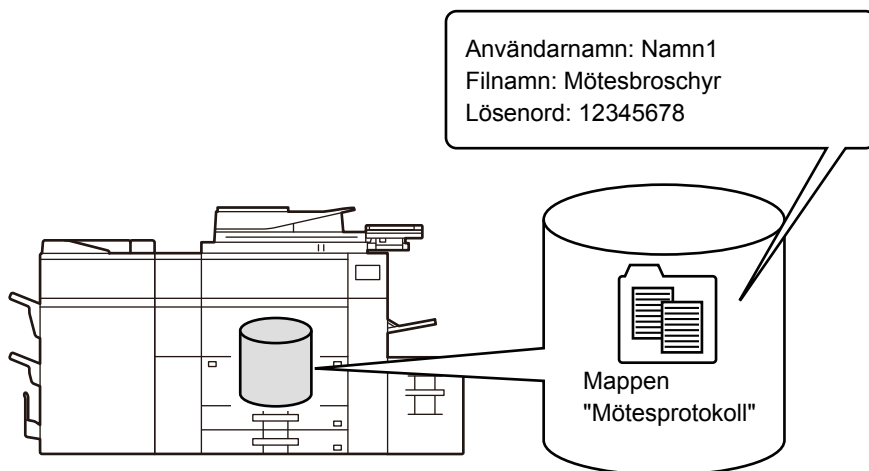 Användarnamn: Namn1
Filnamn: Mötesbroschyr
Lösenord: 12345678
Mappen
"Mötesprotokoll"